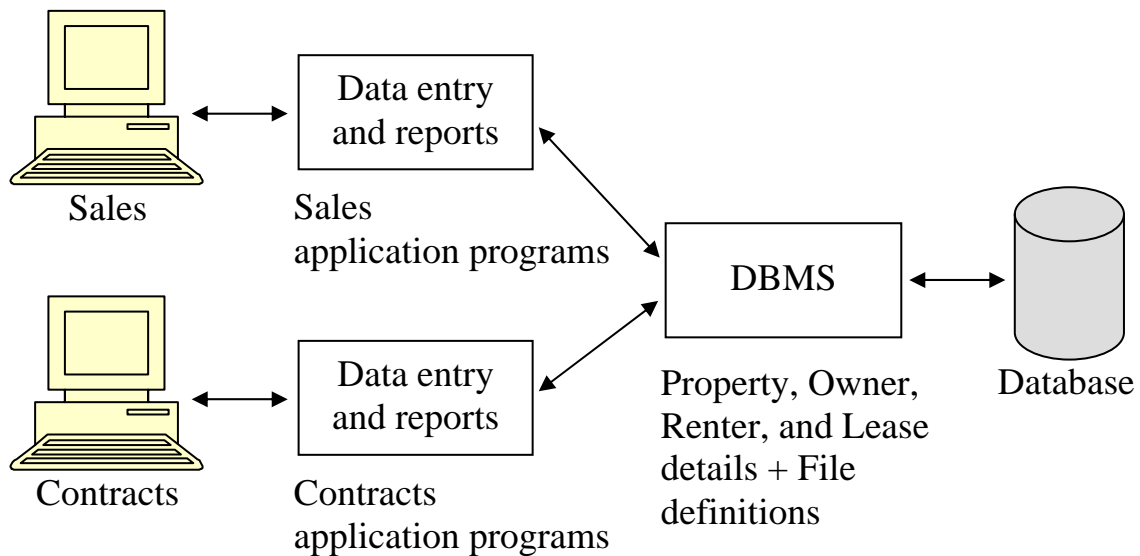 Data entry
and reports
Sales
Sales
application programs
DBMS
Data entry
and reports
Contracts
Contracts
application programs
Property, Owner,
Renter, and Lease
details + File
definitions
Database